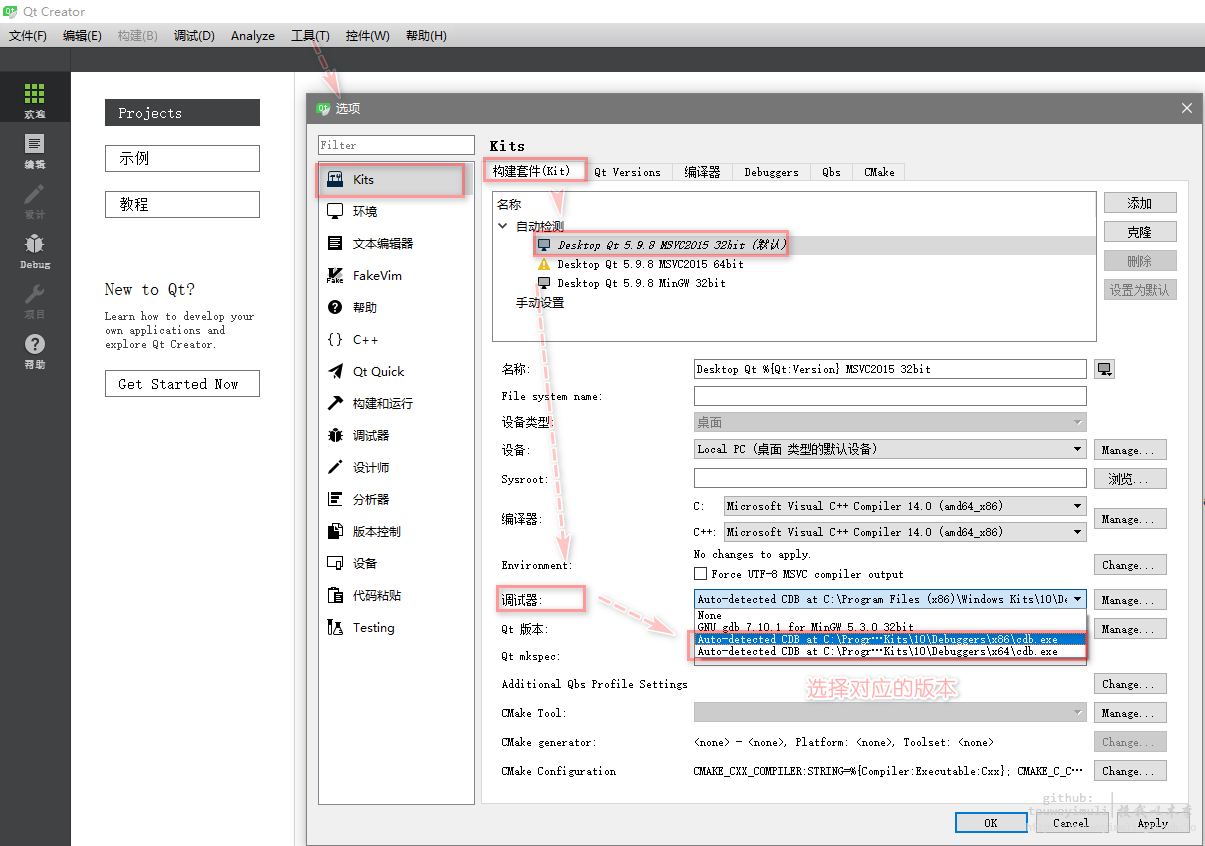 Qt Creator
文件(F) 编辑(E) 构建(B) 调试(D) Analyze 工具(T) 控件(W) 帮助(H)
欢迎
编辑
设计
Debug
项目
帮助
Projects
示例
教程
New to Qt?
Learn how to develop your
own applications and
explore Qt Creator.
Get Started Now
选项
Filter
Kits
环境
文本编辑器
FakeVim
帮助
C++
Qt Quick
构建和运行
调试器
设计师
分析器
版本控制
设备
代码粘贴
Testing
Kits
构建套件(Kit) Qt Versions 编译器 Debuggers Qbs CMake
名称
自动检测
Desktop Qt 5.9.8 MSVC2015 32bit (默认)
Desktop Qt 5.9.8 MSVC2015 64bit
Desktop Qt 5.9.8 MinGW 32bit
手动设置
添加
克隆
删除
设置为默认
名称: Desktop Qt %{Qt:Version} MSVC2015 32bit
File system name:
设备类型: 桌面
设备: Local PC (桌面 类型的默认设备) Manage...
Sysroot: 浏览...
编译器: C: Microsoft Visual C++ Compiler 14.0 (amd64_x86) Manage...
C++: Microsoft Visual C++ Compiler 14.0 (amd64_x86)
No changes to apply.
Environment: Change...
Force UTF-8 MSVC compiler output
调试器: Auto-detected CDB at C:\Program Files (x86)\Windows Kits\10\De Manage...
None
GNU gdb 7.10.1 for MinGW 5.3.0 32bit
Auto-detected CDB at C:\Progr···Kits\10\Debuggers\x86\cdb.exe
Auto-detected CDB at C:\Progr···Kits\10\Debuggers\x64\cdb.exe
Qt 版本: Manage...
Qt mkspec:
选择对应的版本
Additional Qbs Profile Settings Change...
CMake Tool: Manage...
CMake generator: <none> - <none>, Platform: <none>, Toolset: <none> Change...
CMake Configuration CMAKE_CXX_COMPILER:STRING=%{Compiler:Executable:Cxx}; CMAKE_C_C··· Change...
github:
touwoyimuli
OK Cancel Apply